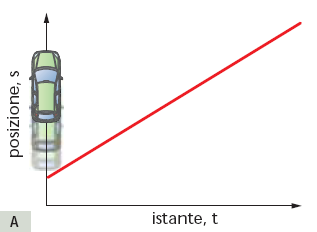 posizione, s
istante, t
A